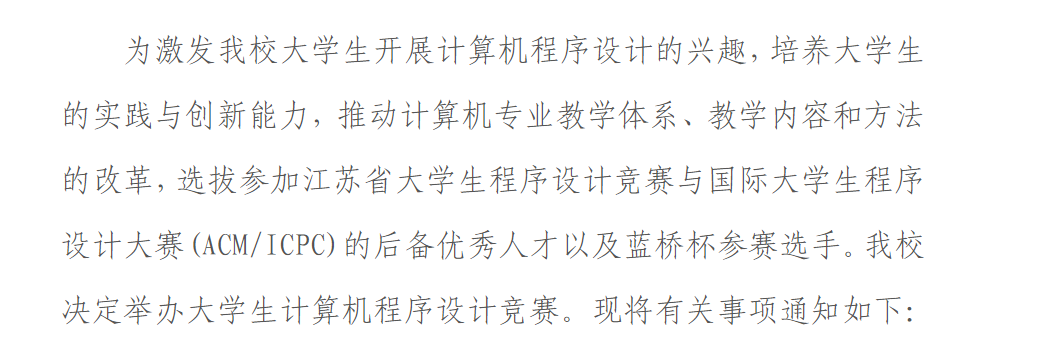 为激发我校大学生开展计算机程序设计的兴趣，培养大学生
的实践与创新能力，推动计算机专业教学体系、教学内容和方法
的改革，选拔参加江苏省大学生程序设计竞赛与国际大学生程序
设计大赛(ACM/ICPC)的后备优秀人才以及蓝桥杯参赛选手。我校
决定举办大学生计算机程序设计竞赛。现将有关事项通知如下：